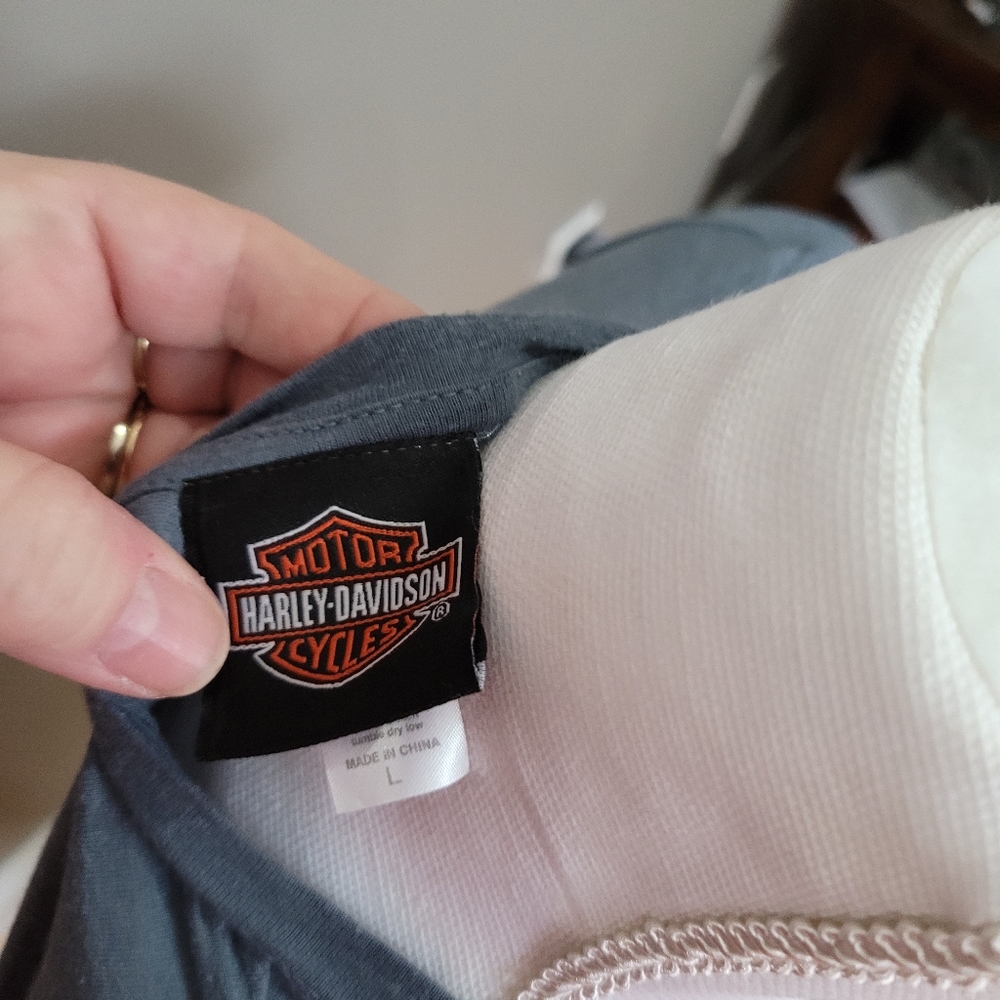 MOTOR
HARLEY-DAVIDSON
CYCLES ®
tumble dry low
MADE IN CHINA
L